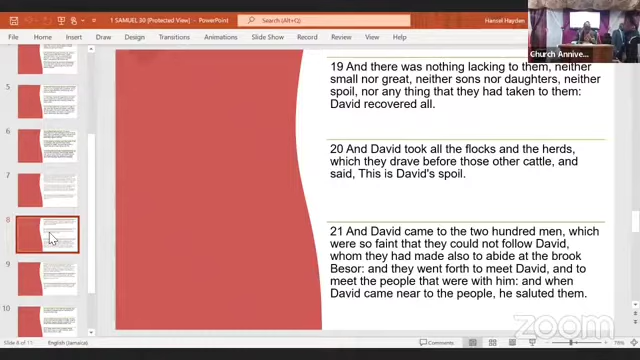 1 SAMUEL 30 [Protected View] - PowerPoint
Search (Alt+Q)
Hansel Hayden
File Home Insert Design Transitions Animations Slide Show Record Review View Help
Church Annive...
5
6
7
8
9
10
19 And there was nothing lacking to them, neither
small nor great, neither sons nor daughters, neither
spoil, nor any thing that they had taken to them:
David recovered all.
20 And David took all the flocks and the herds,
which they drave before those other cattle, and
said, This is David's spoil.
21 And David came to the two hundred men, which
were so faint that they could not follow David,
whom they had made also to abide at the brook
Besor: and they went forth to meet David, and to
meet the people that were with him: and when
David came near to the people, he saluted them.
zoom
Slide 8 of 11 English (Jamaica) Comments 79%